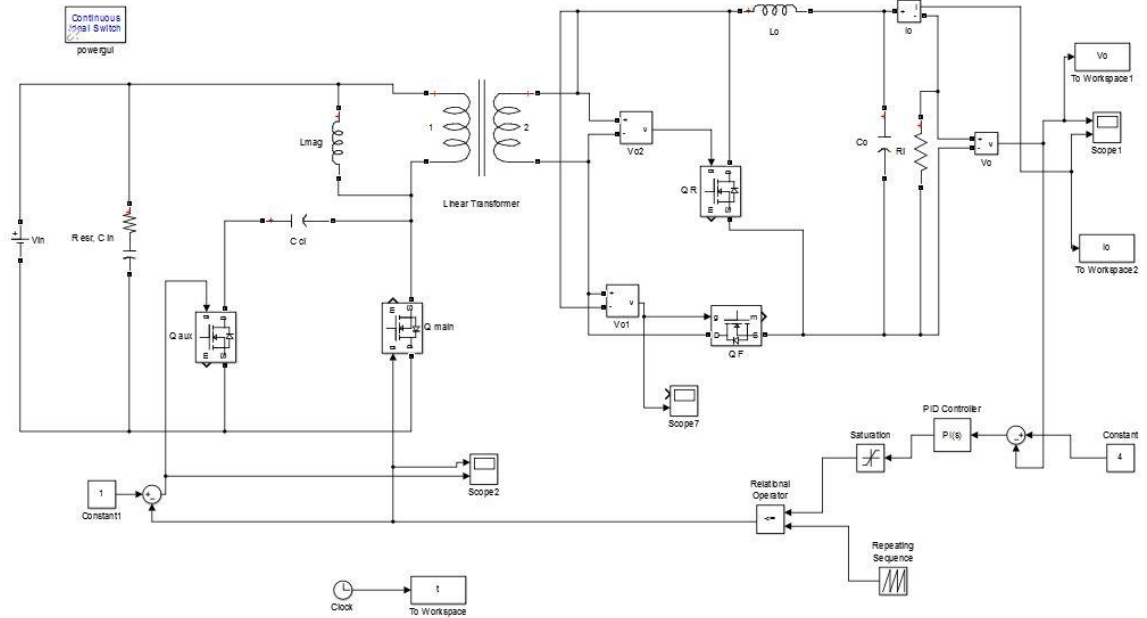 Continuous
powergui
Vin
R esr, C in
Lmag
C cl
Q aux
Q main
1
2
Linear Transformer
+
-
v
Vo2
Q R
+
-
v
Vo1
g
m
D
S
Q F
Scope7
Lo
Co
Rl
+
-
i
Io
+
-
v
Vo
Vo
To Workspace1
Scope1
Io
To Workspace2
PID Controller
PI(s)
Saturation
Constant
4
Relational
Operator
<=
Repeating
Sequence
Scope2
1
Constant1
Clock
t
To Workspace